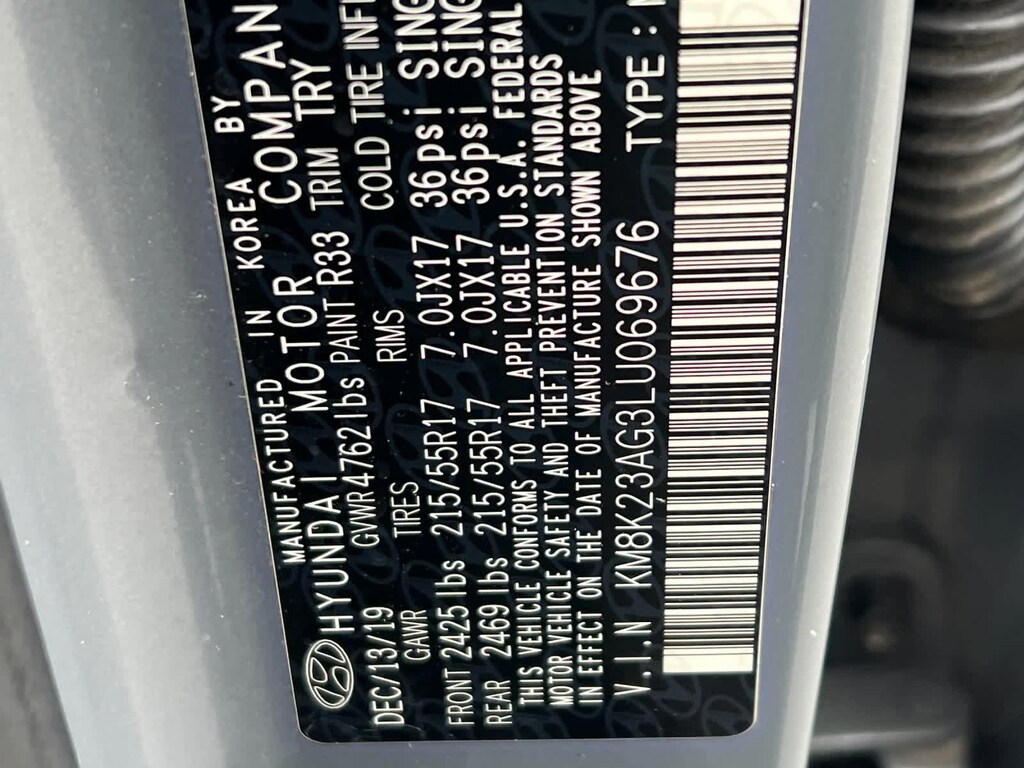 MANUFACTURED IN KOREA BY
HYUNDAI MOTOR COMPAN
DEC/13/19 GVWR4762lbs PAINT R33 TRIM TRY
GAWR TIRES RIMS COLD TIRE INFL
FRONT 2425 lbs 215/55R17 7.0JX17 36psi SING
REAR 2469 lbs 215/55R17 7.0JX17 36psi SING
THIS VEHICLE CONFORMS TO ALL APPLICABLE U.S.A. FEDERAL
MOTOR VEHICLE SAFETY AND THEFT PREVENTION STANDARDS
IN EFFECT ON THE DATE OF MANUFACTURE SHOWN ABOVE
V.I.N KM8K23AG3LU069676 TYPE :